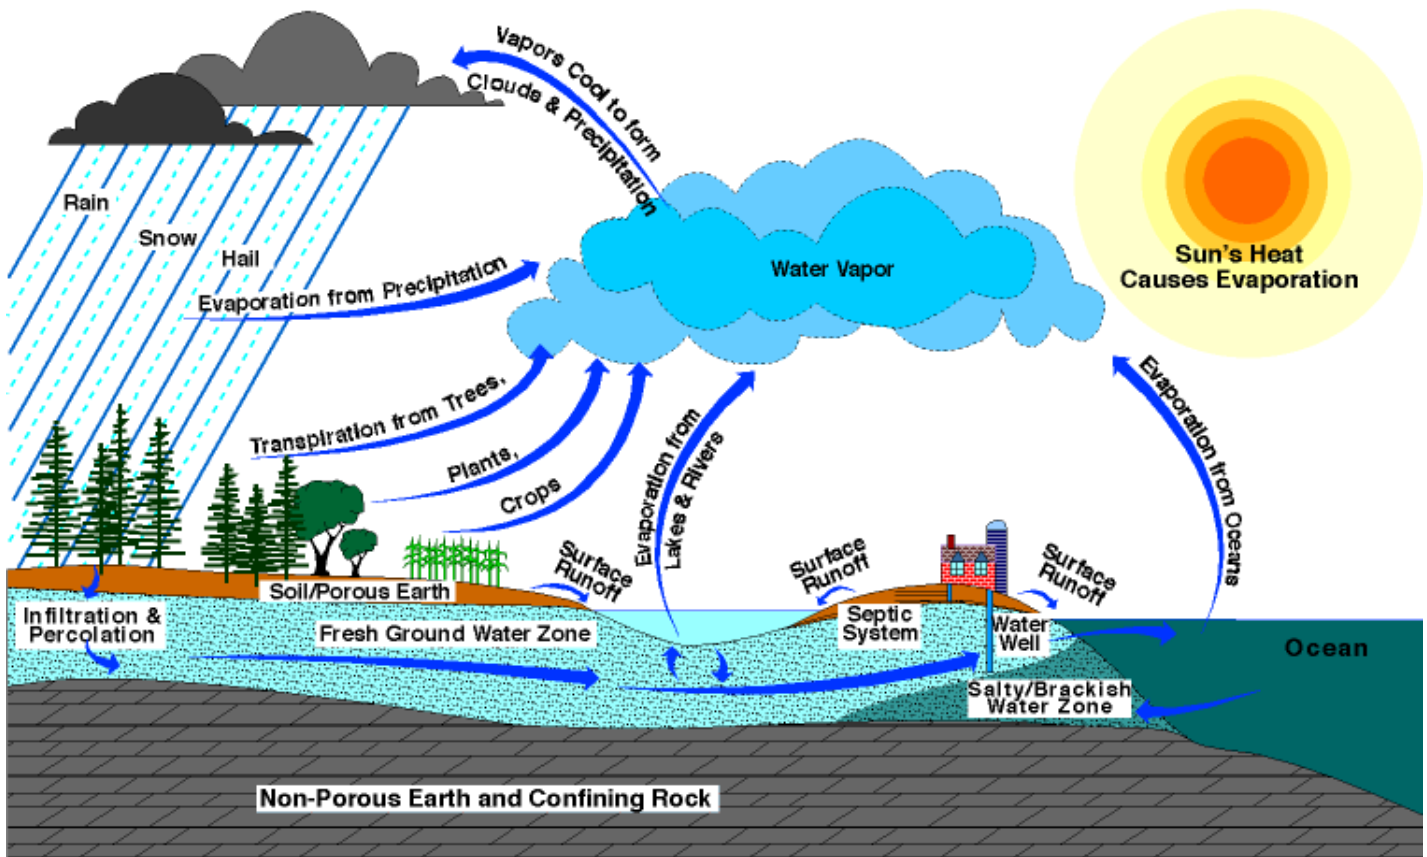 Vapors Cool to form
Clouds & Precipitation
Rain
Snow
Hail
Evaporation from Precipitation
Water Vapor
Sun's Heat
Causes Evaporation
Transpiration from Trees,
Plants,
Crops
Evaporation from
Lakes & Rivers
Evaporation from Oceans
Surface
Runoff
Surface
Runoff
Surface
Runoff
Soil/Porous Earth
Infiltration &
Percolation
Fresh Ground Water Zone
Septic
System
Water
Well
Ocean
Salty/Brackish
Water Zone
Non-Porous Earth and Confining Rock